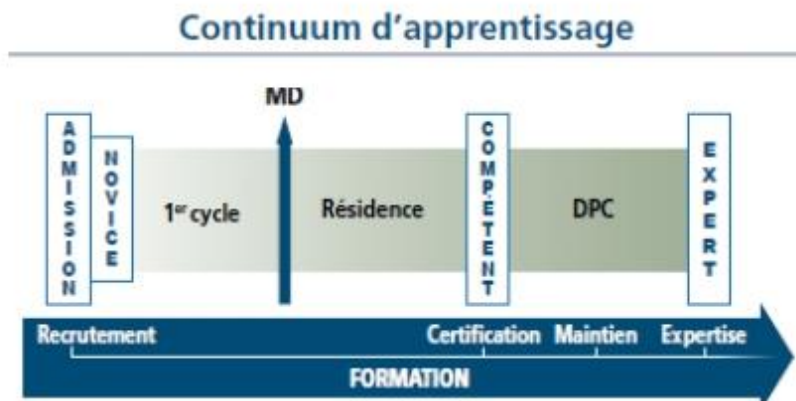 Continuum d'apprentissage
MD
ADMISSION
NOVICE
1er cycle
Résidence
COMPÉTENT
DPC
EXPERT
Recrutement
Certification
Maintien
Expertise
FORMATION